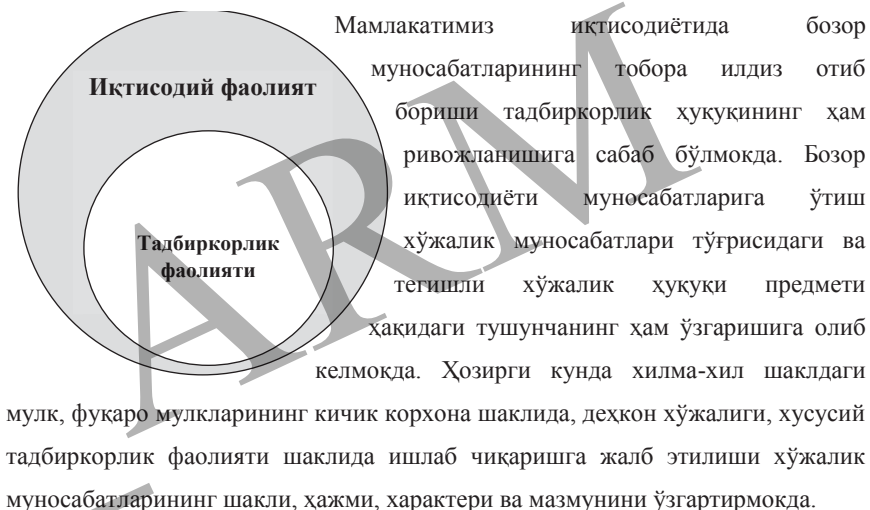 Иқтисодий фаолият
Тадбиркорлик
фаолияти
Мамлакатимиз иқтисодиётида бозор
муносабатларининг тобора илдиз отиб
бориши тадбиркорлик ҳуқуқининг ҳам
ривожланишига сабаб бўлмоқда. Бозор
иқтисодиёти муносабатларига ўтиш
хўжалик муносабатлари тўғрисидаги ва
тегишли хўжалик ҳуқуқи предмети
ҳақидаги тушунчанинг ҳам ўзгаришига олиб
келмоқда. Ҳозирги кунда хилма-хил шаклдаги
мулк, фуқаро мулкларининг кичик корхона шаклида, деҳқон хўжалиги, хусусий
тадбиркорлик фаолияти шаклида ишлаб чиқаришга жалб этилиши хўжалик
муносабатларининг шакли, ҳажми, характери ва мазмунини ўзгартирмоқда.
ARM